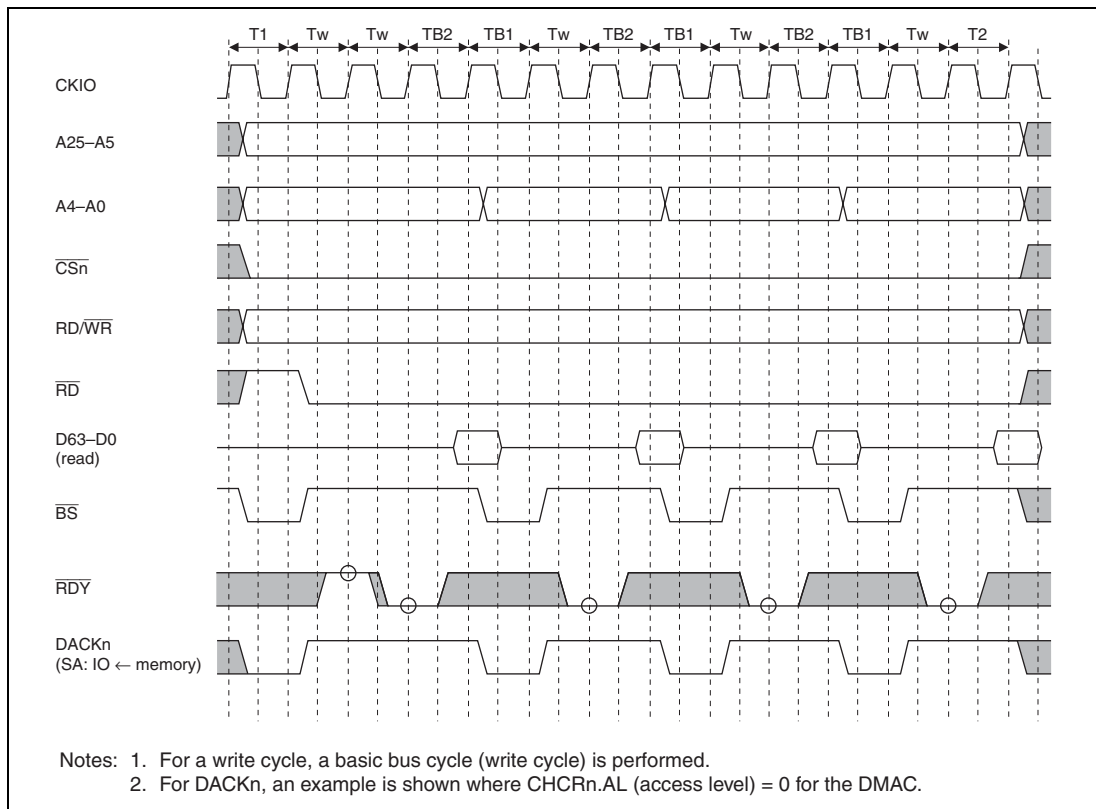 T1 Tw Tw TB2 TB1 Tw TB2 TB1 Tw TB2 TB1 Tw T2
CKIO
A25–A5
A4–A0
CSn
RD/WR
RD
D63–D0
(read)
BS
RDY
DACKn
(SA: IO ← memory)
Notes: 1. For a write cycle, a basic bus cycle (write cycle) is performed.
2. For DACKn, an example is shown where CHCRn.AL (access level) = 0 for the DMAC.